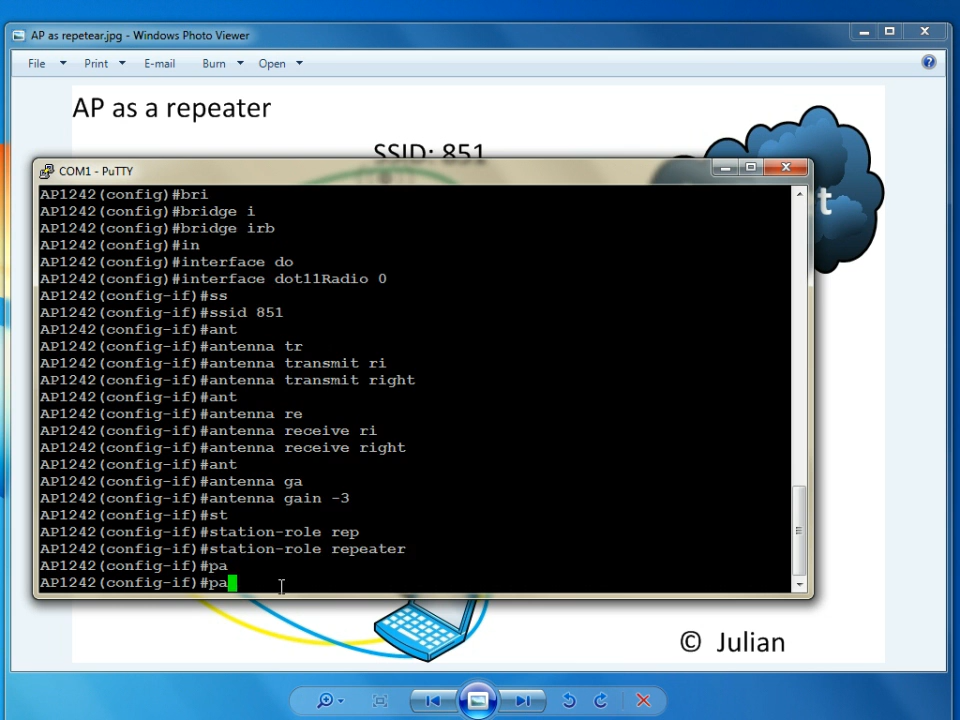 AP as repetear.jpg - Windows Photo Viewer
File Print E-mail Burn Open
AP as a repeater
SSID: 851
t
COM1 - PuTTY
AP1242(config)#bri
AP1242(config)#bridge i
AP1242(config)#bridge irb
AP1242(config)#in
AP1242(config)#interface do
AP1242(config)#interface dot11Radio 0
AP1242(config-if)#ss
AP1242(config-if)#ssid 851
AP1242(config-if)#ant
AP1242(config-if)#antenna tr
AP1242(config-if)#antenna transmit ri
AP1242(config-if)#antenna transmit right
AP1242(config-if)#ant
AP1242(config-if)#antenna re
AP1242(config-if)#antenna receive ri
AP1242(config-if)#antenna receive right
AP1242(config-if)#ant
AP1242(config-if)#antenna ga
AP1242(config-if)#antenna gain -3
AP1242(config-if)#st
AP1242(config-if)#station-role rep
AP1242(config-if)#station-role repeater
AP1242(config-if)#pa
AP1242(config-if)#pa
© Julian